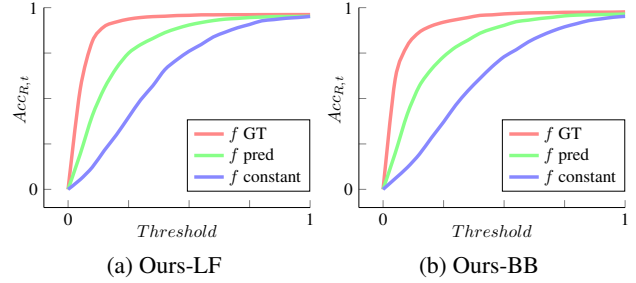 1
Acc_{R,t}
0
f GT
f pred
f constant
0
1
Threshold
(a) Ours-LF
1
Acc_{R,t}
0
f GT
f pred
f constant
0
1
Threshold
(b) Ours-BB